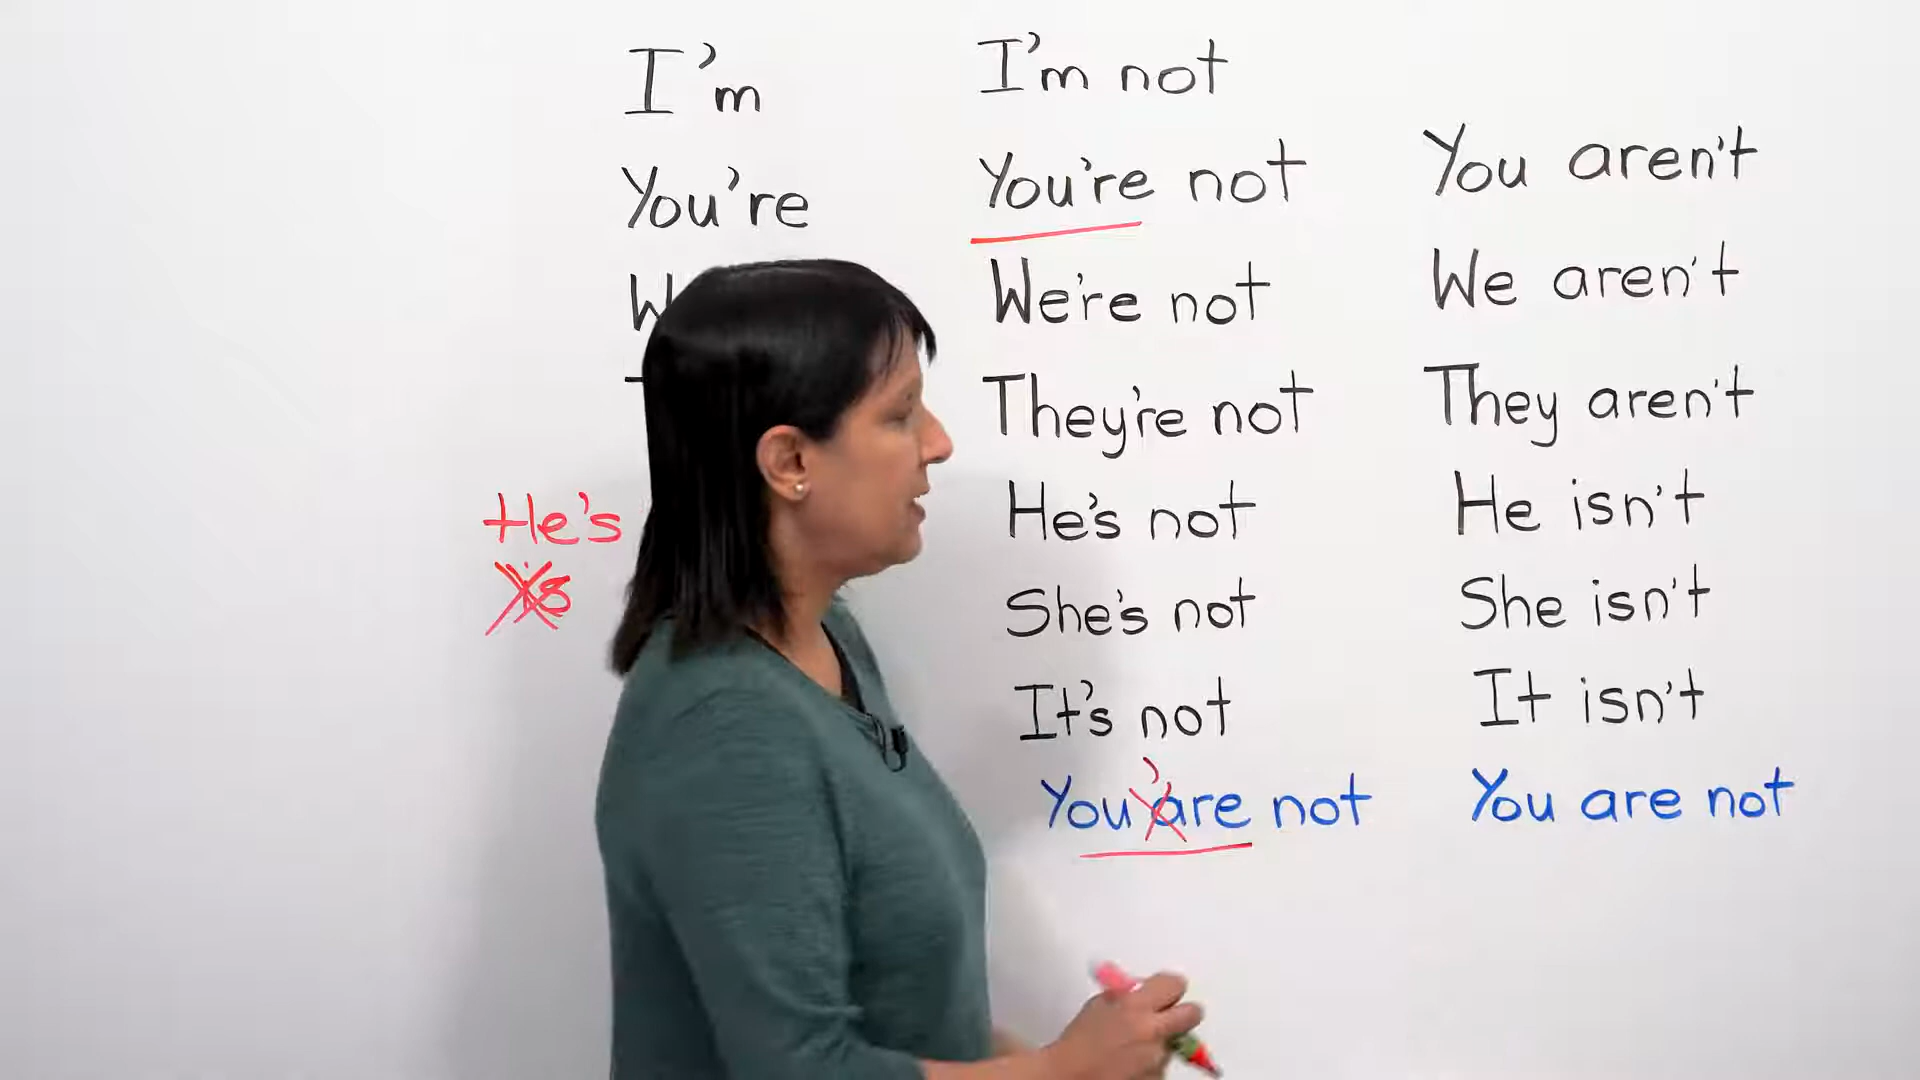 I'm
You're
He's
I'm not
You're not
We're not
They're not
He's not
She's not
It's not
You are not
You aren't
We aren't
They aren't
He isn't
She isn't
It isn't
You are not